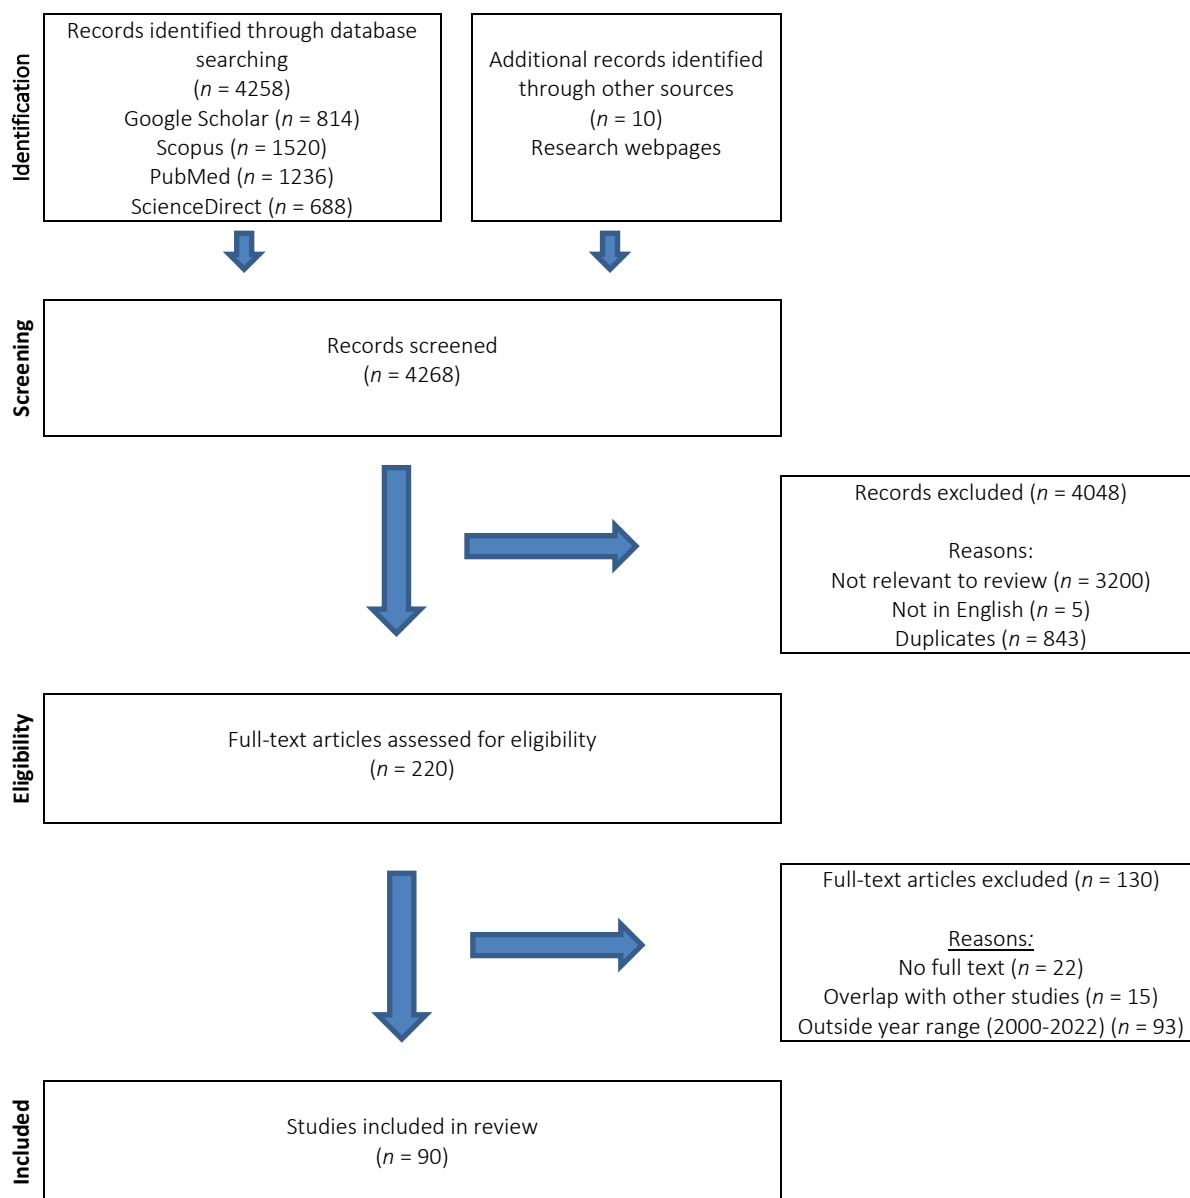 Identification
Records identified through database
searching
(n = 4258)
Google Scholar (n = 814)
Scopus (n = 1520)
PubMed (n = 1236)
ScienceDirect (n = 688)
Additional records identified
through other sources
(n = 10)
Research webpages
Screening
Records screened
(n = 4268)
Records excluded (n = 4048)
Reasons:
Not relevant to review (n = 3200)
Not in English (n = 5)
Duplicates (n = 843)
Eligibility
Full-text articles assessed for eligibility
(n = 220)
Full-text articles excluded (n = 130)
Reasons:
No full text (n = 22)
Overlap with other studies (n = 15)
Outside year range (2000-2022) (n = 93)
Included
Studies included in review
(n = 90)